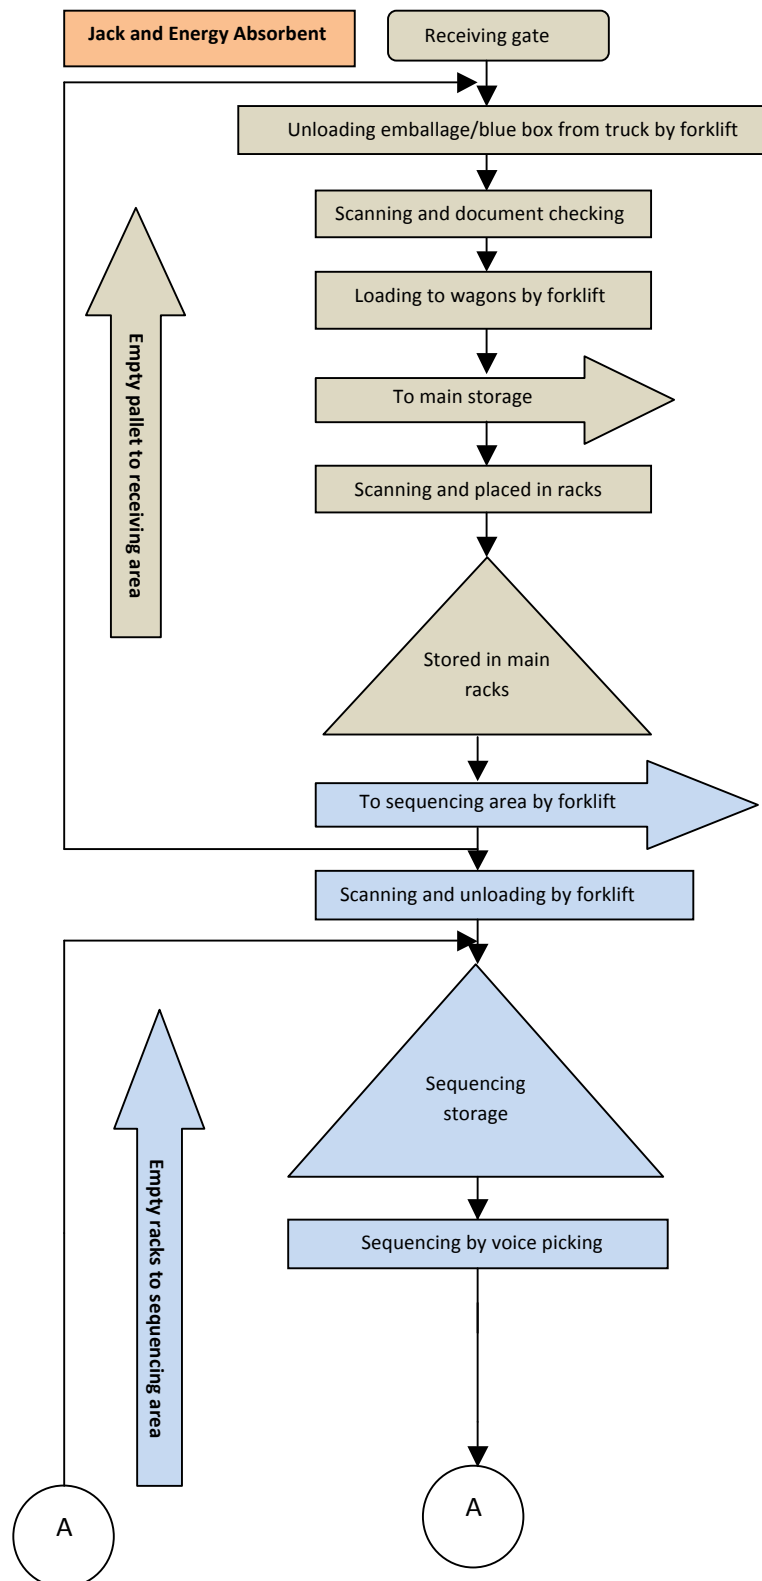 Jack and Energy Absorbent
Receiving gate
Unloading emballage/blue box from truck by forklift
Scanning and document checking
Loading to wagons by forklift
Empty pallet to receiving area
To main storage
Scanning and placed in racks
Stored in main
racks
To sequencing area by forklift
Scanning and unloading by forklift
Sequencing
storage
Empty racks to sequencing area
Sequencing by voice picking
A
A